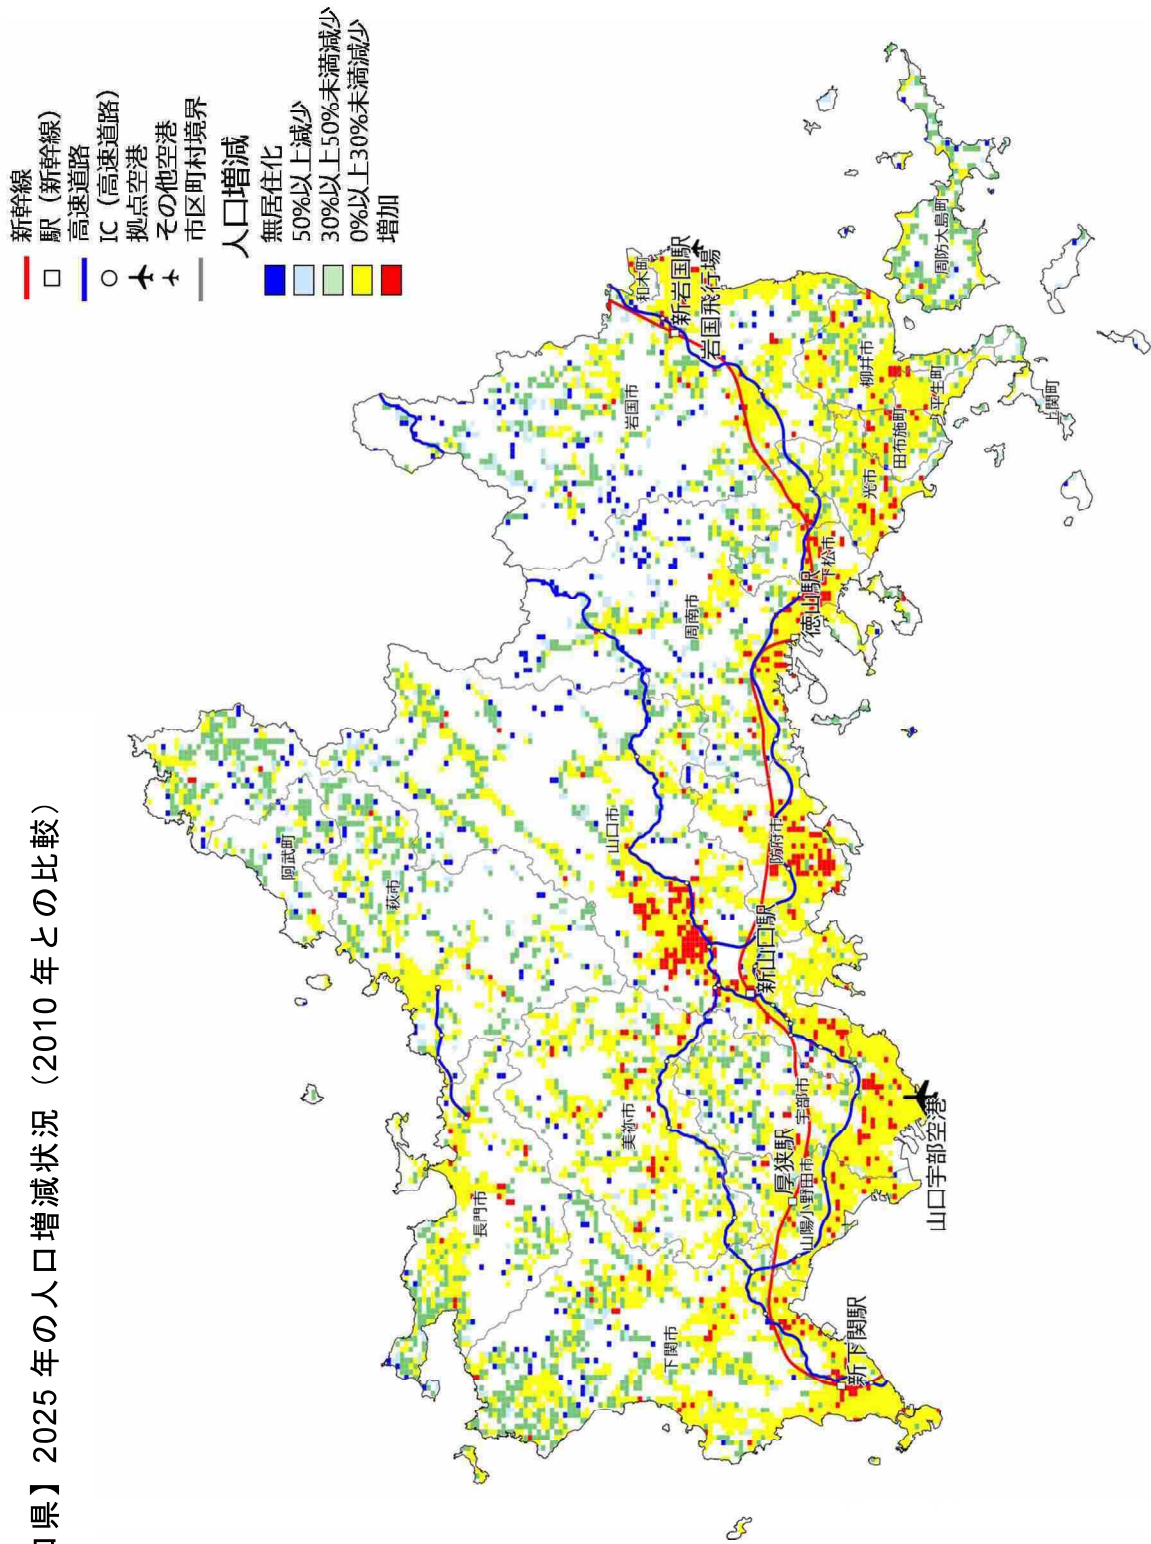 口県】2025年の人口増減状況（2010年との比較）
新幹線
駅（新幹線）
高速道路
IC（高速道路）
拠点空港
その他空港
市区町村境界
人口増減
無居住化
50%以上減少
30%以上50%未満減少
0%以上30%未満減少
増加
阿武町
萩市
長門市
山口市
美祢市
下関市
周南市
岩国市
和木町
新岩国駅
岩国飛行場
周防大島町
柳井市
平生町
上関町
田布施町
光市
下松市
徳山駅
防府市
新山口駅
宇部市
厚狭駅
山陽小野田市
山口宇部空港
新下関駅